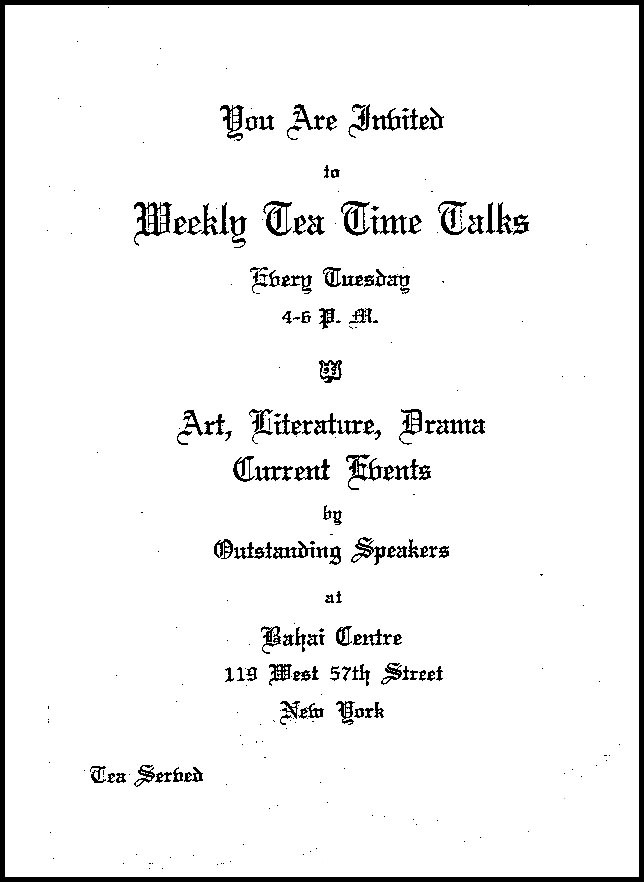 You Are Invited
to
Weekly Tea Time Talks
Every Tuesday
4-6 P. M.
Art, Literature, Drama
Current Events
by
Outstanding Speakers
at
Bahai Centre
119 West 57th Street
New York
Tea Served